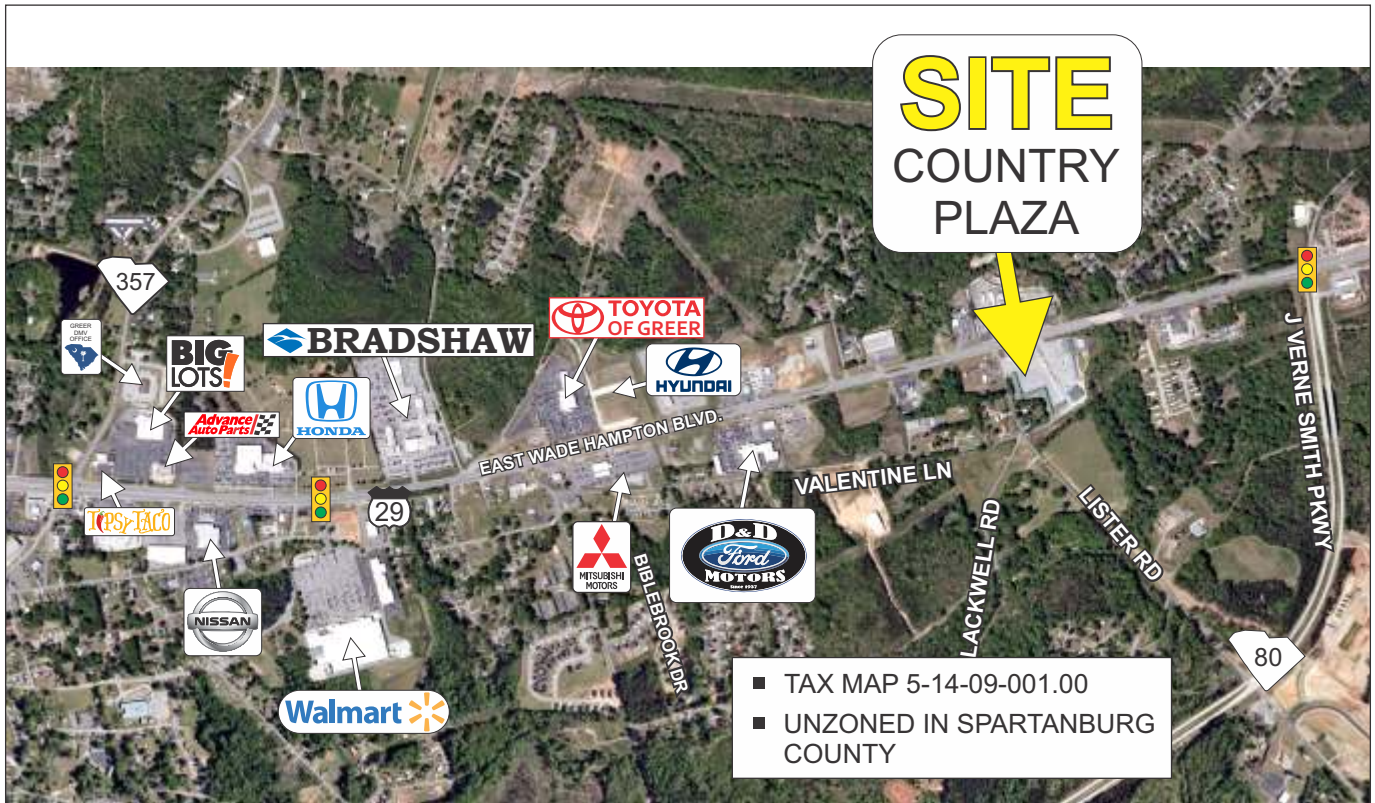 SITE
COUNTRY
PLAZA
357
GREER
DMV
OFFICE
BIG
LOTS!
BRADSHAW
TOYOTA
OF GREER
HYUNDAI
Advance
Auto Parts
HONDA
EAST WADE HAMPTON BLVD.
J VERNE SMITH PKWY
TIPSY TACO
29
VALENTINE LN
LACKWELL RD
LISTER RD
MITSUBISHI
MOTORS
BIBLEBROOK DR
D&D
Ford
MOTORS
Since 1937
NISSAN
80
Walmart
▪ TAX MAP 5-14-09-001.00
▪ UNZONED IN SPARTANBURG
COUNTY